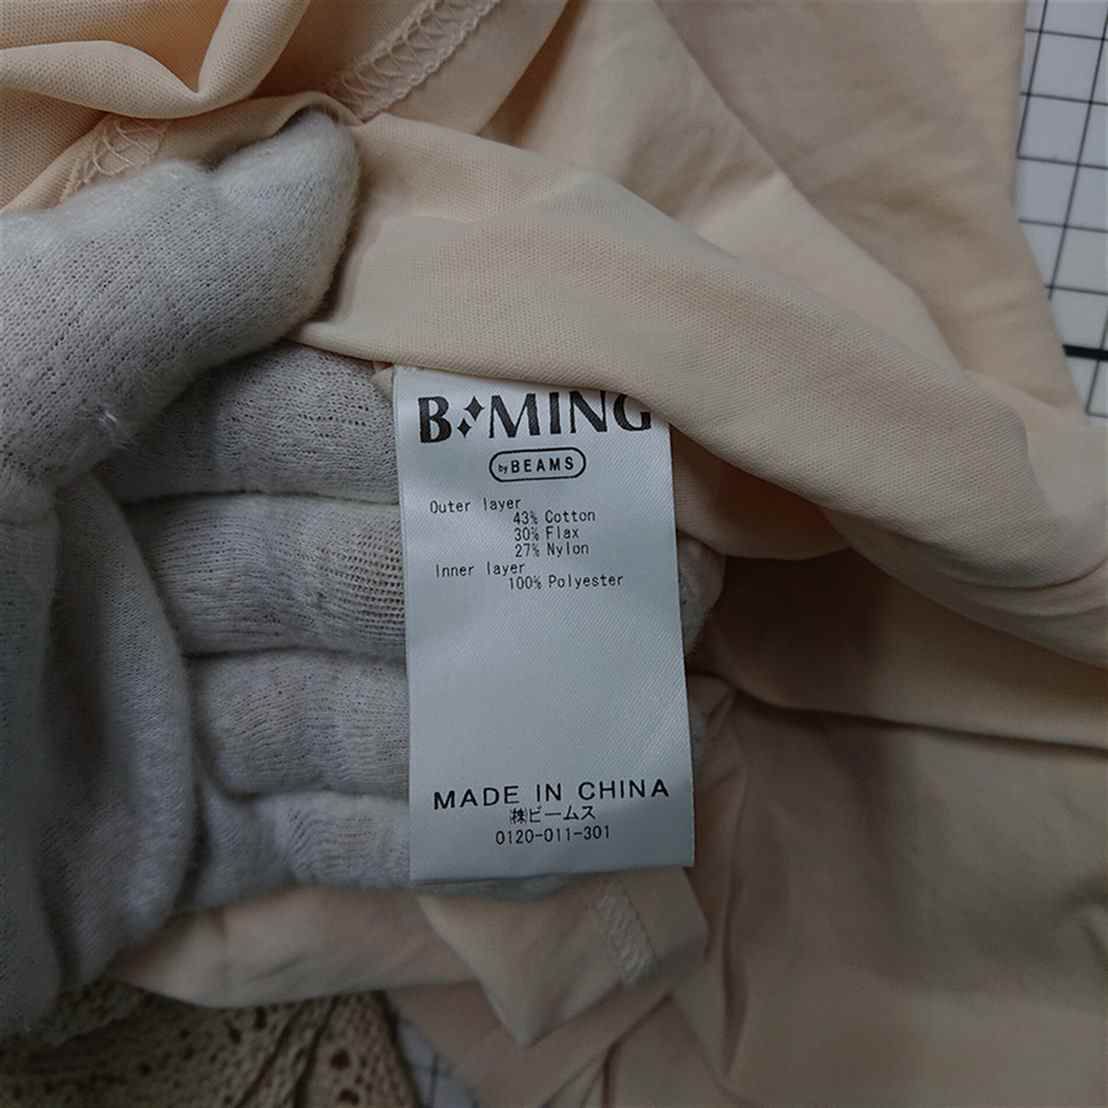 B✦MING
by BEAMS
Outer layer
43% Cotton
30% Flax
27% Nylon
Inner layer
100% Polyester
MADE IN CHINA
㈱ビームス
0120-011-301